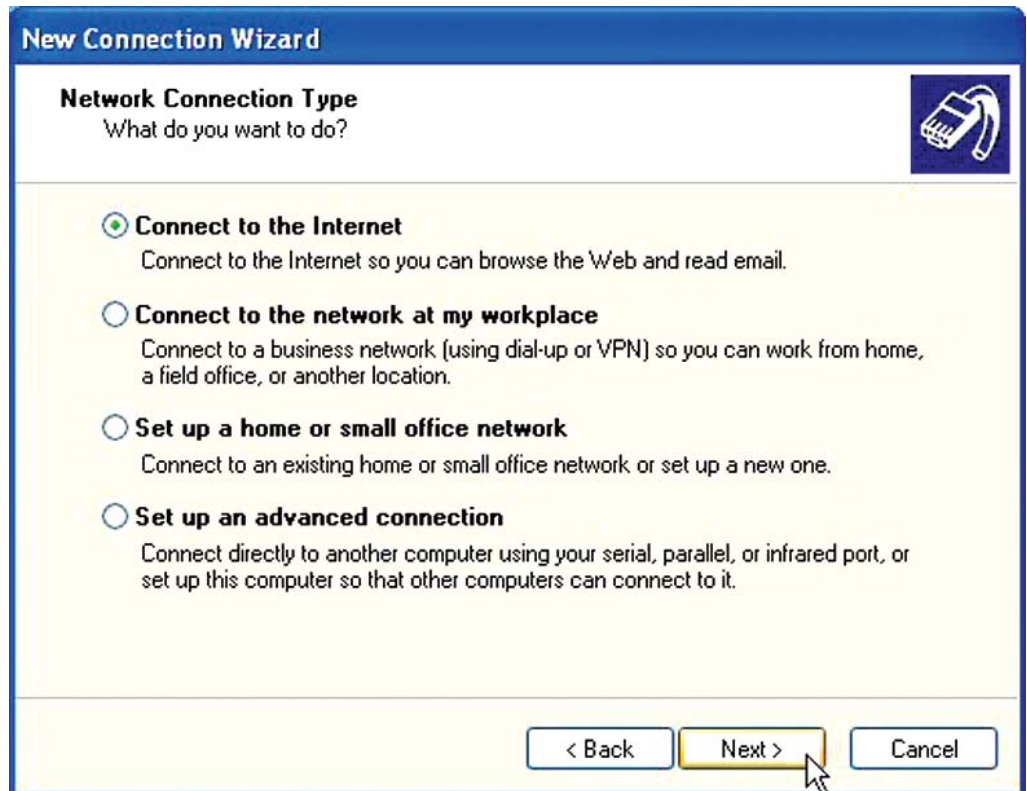 New Connection Wizard
Network Connection Type
What do you want to do?
Connect to the Internet
Connect to the Internet so you can browse the Web and read email.
Connect to the network at my workplace
Connect to a business network (using dial-up or VPN) so you can work from home,
a field office, or another location.
Set up a home or small office network
Connect to an existing home or small office network or set up a new one.
Set up an advanced connection
Connect directly to another computer using your serial, parallel, or infrared port, or
set up this computer so that other computers can connect to it.
< Back Next > Cancel